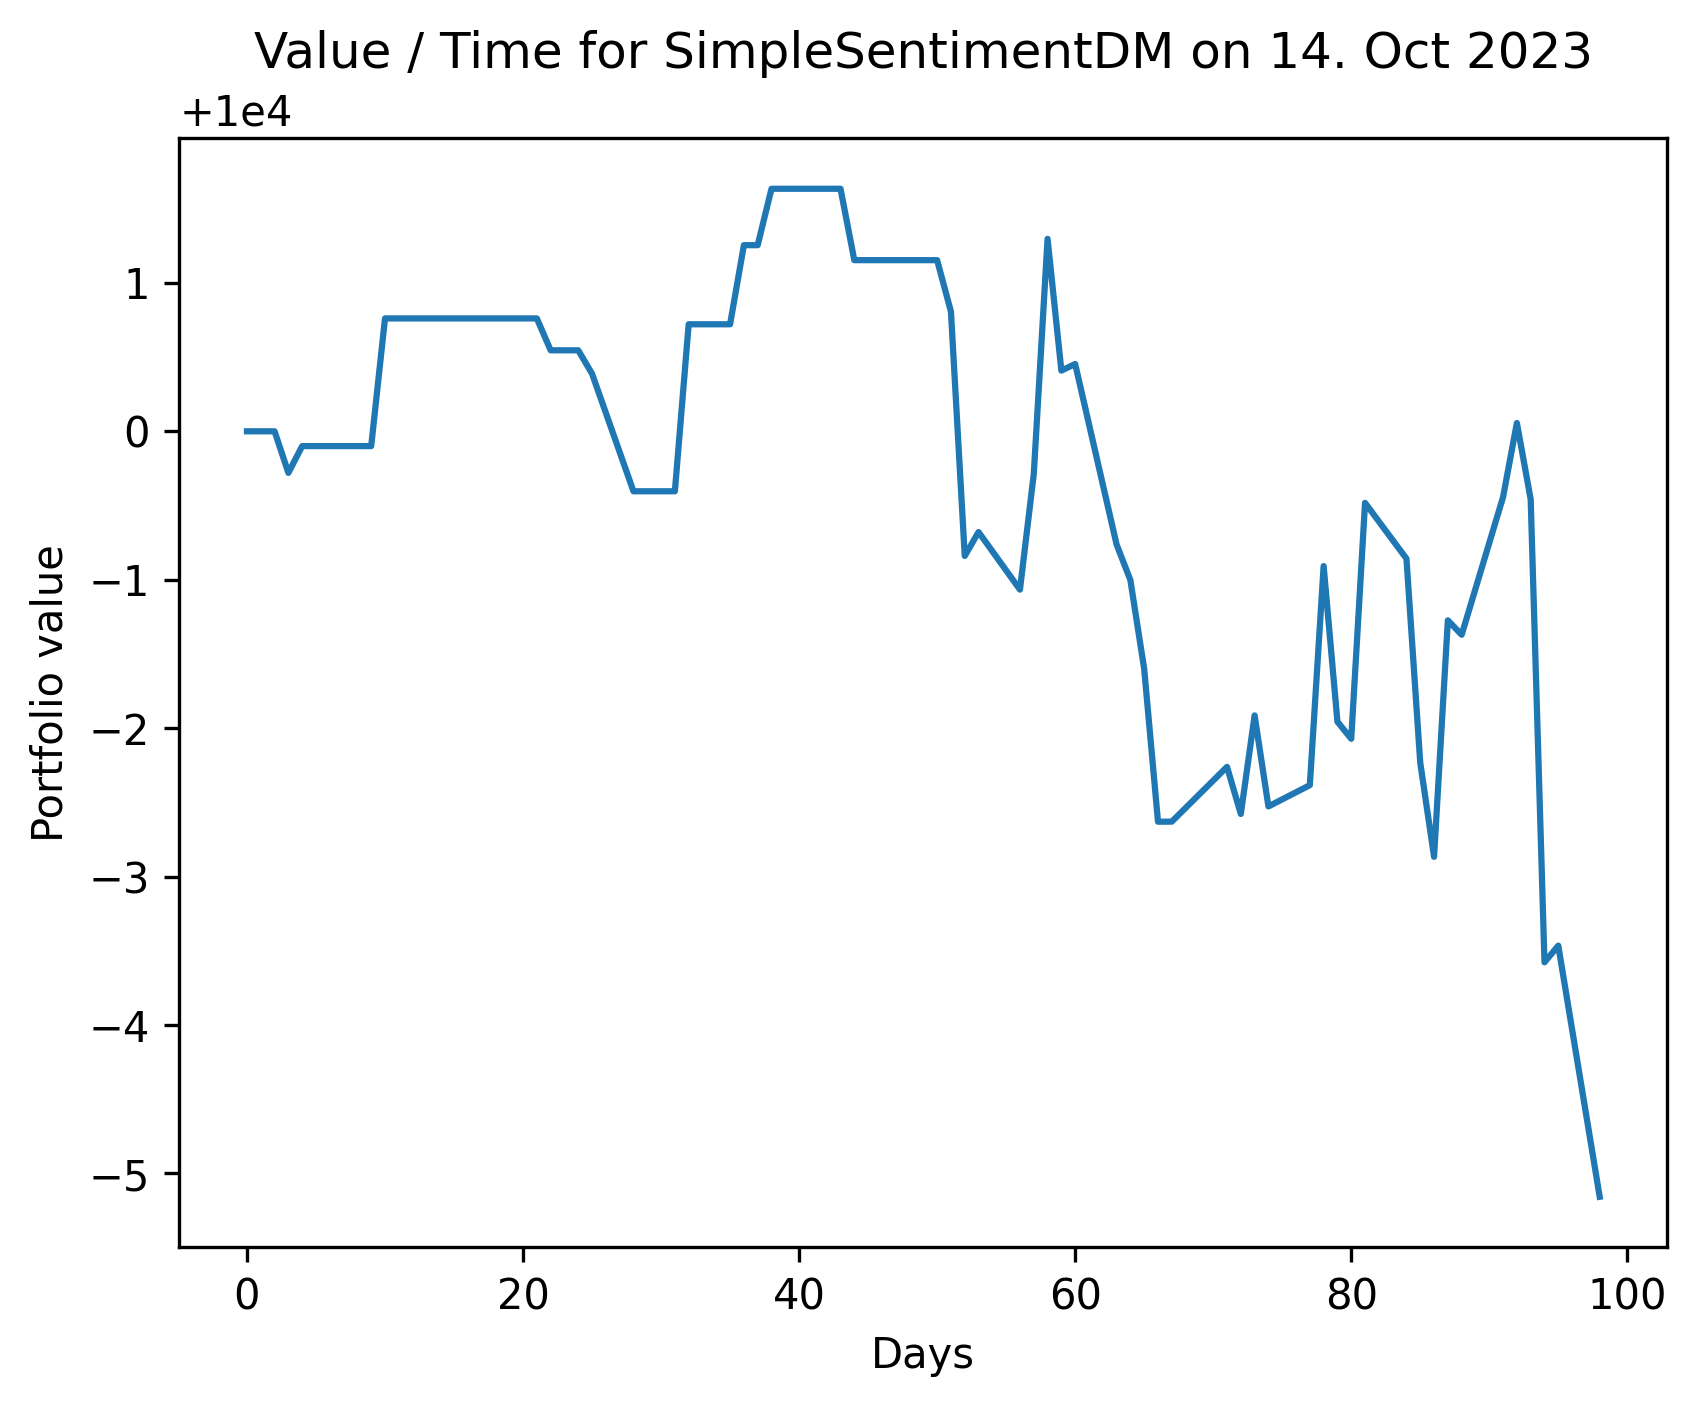 Value / Time for SimpleSentimentDM on 14. Oct 2023
+1e4
1
0
−1
−2
−3
−4
−5
Portfolio value
0 20 40 60 80 100
Days